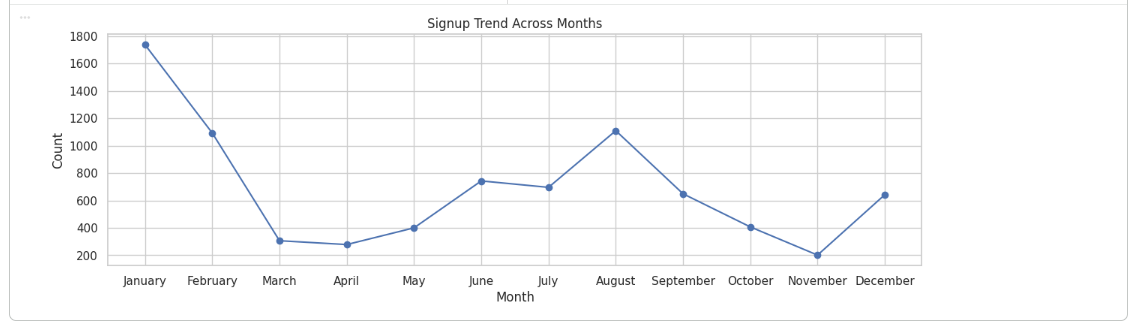 ...
Signup Trend Across Months
1800
1600
1400
1200
1000
800
600
400
200
Count
January February March April May June July August September October November December
Month